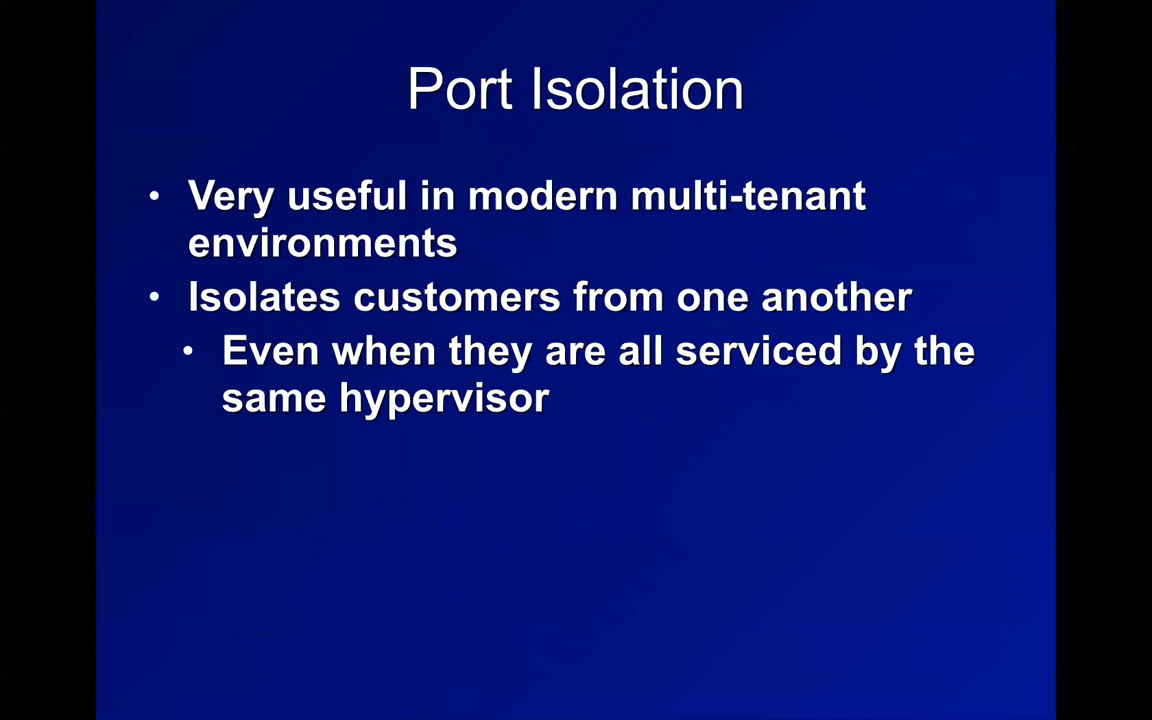 Port Isolation
• Very useful in modern multi-tenant
environments
• Isolates customers from one another
• Even when they are all serviced by the
same hypervisor